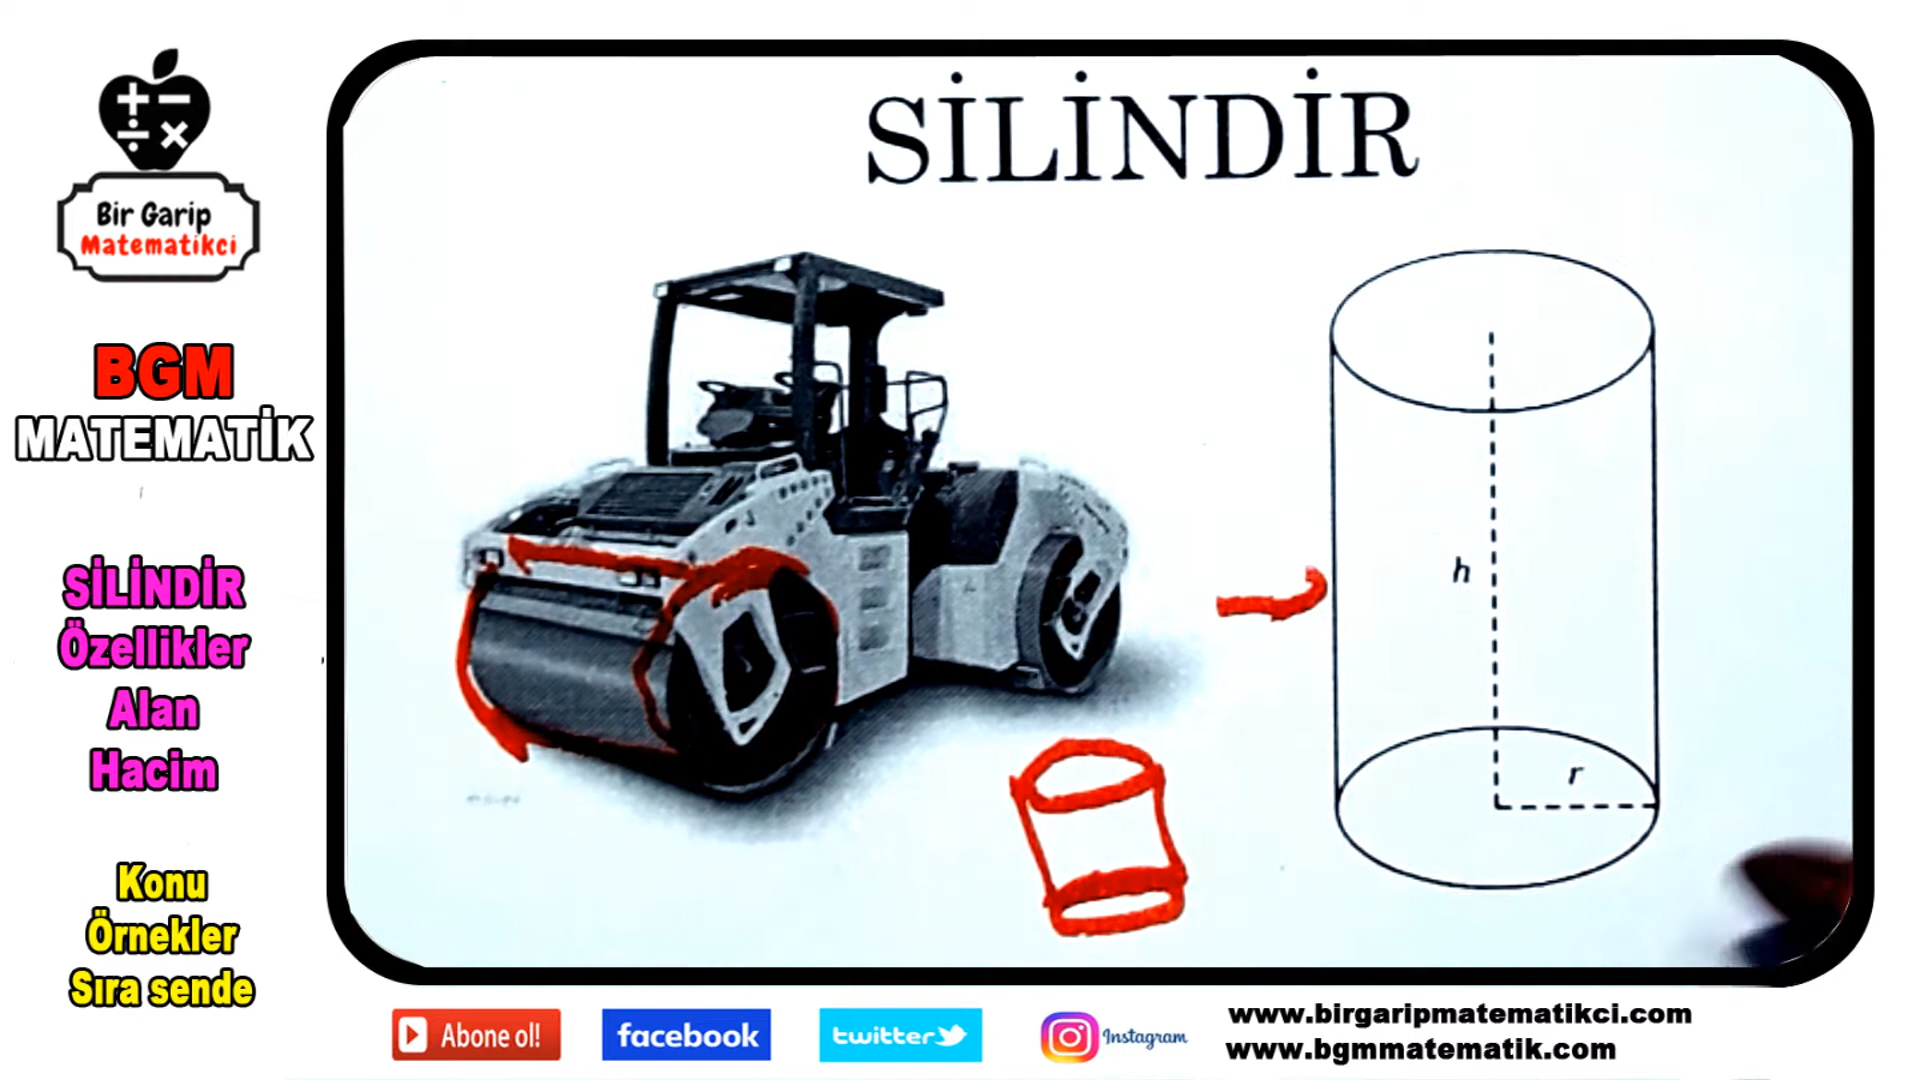 SİLİNDİR
Bir Garip
Matematikci
BGM
MATEMATİK
SİLİNDİR
Özellikler
Alan
Hacim
Konu
Örnekler
Sıra sende
h
r
Abone ol!
facebook
twitter
Instagram
www.birgaripmatematikci.com
www.bgmmatematik.com